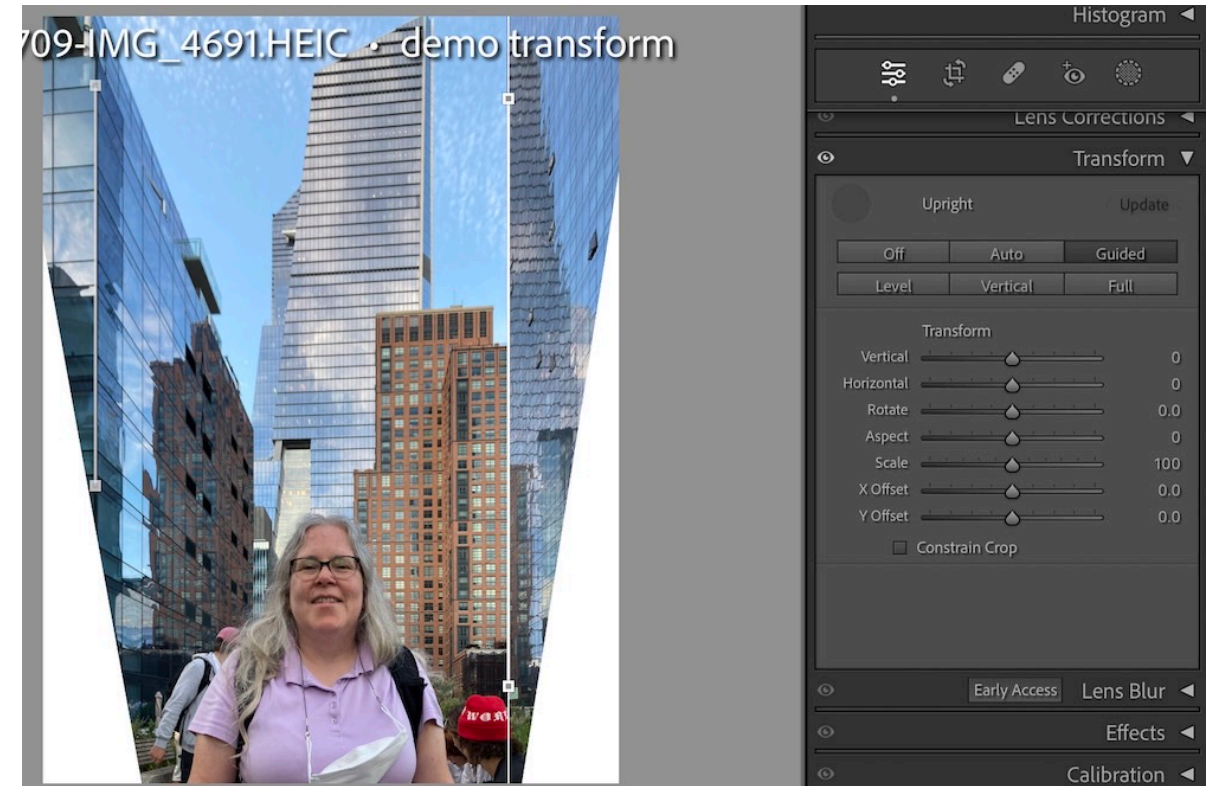 709-IMG_4691.HEIC • demo transform
WORK
Histogram
Lens Corrections
Transform
Upright
Update
Off Auto Guided
Level Vertical Full
Transform
Vertical 0
Horizontal 0
Rotate 0.0
Aspect 0
Scale 100
X Offset 0.0
Y Offset 0.0
Constrain Crop
Early Access Lens Blur
Effects
Calibration